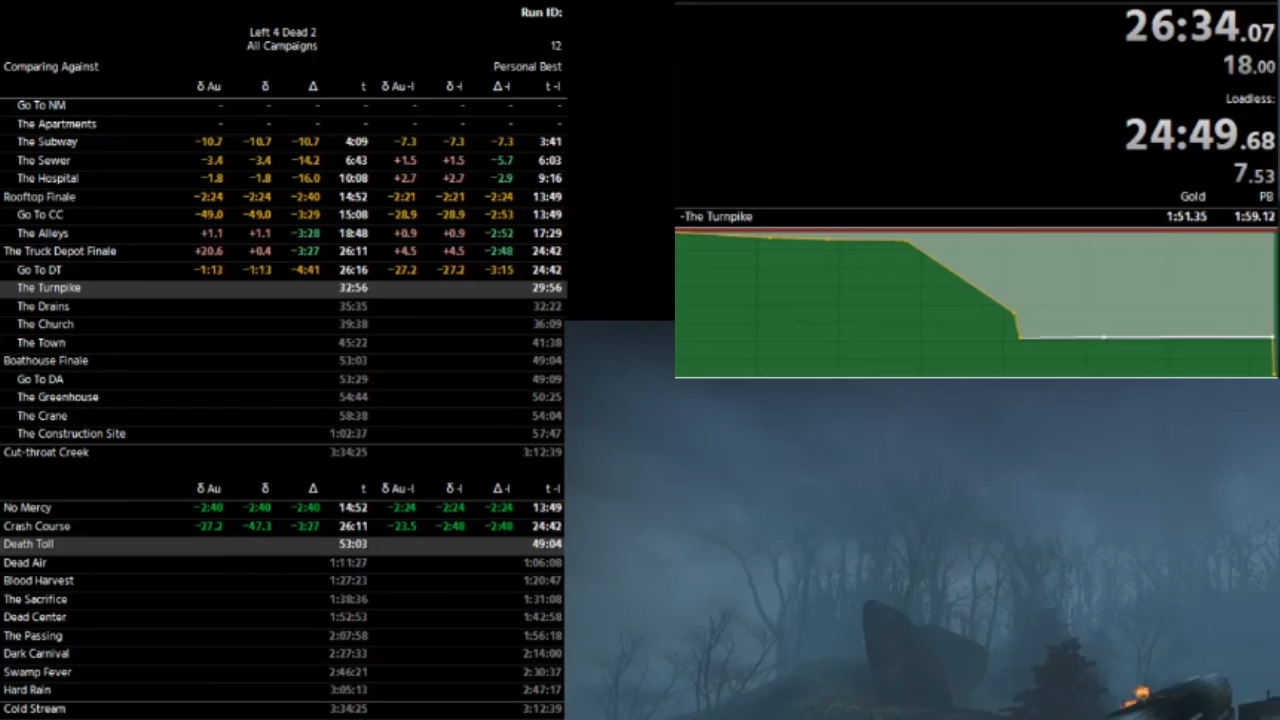 Run ID:
Left 4 Dead 2
All Campaigns
12
Comparing Against Personal Best
δ Au δ Δ t δ Au-l δ-l Δ-l t-l
Go To NM - - - - - - - -
The Apartments - - - - - - - -
The Subway −10.7 −10.7 −10.7 4:09 −7.3 −7.3 −7.3 3:41
The Sewer −3.4 −3.4 −14.2 6:43 +1.5 +1.5 −5.7 6:03
The Hospital −1.8 −1.8 −16.0 10:08 +2.7 +2.7 −2.9 9:16
Rooftop Finale −2:24 −2:24 −2:40 14:52 −2:21 −2:21 −2:24 13:49
Go To CC −49.0 −49.0 −3:29 15:08 −28.9 −28.9 −2:53 13:49
The Alleys +1.1 +1.1 −3:28 18:48 +0.9 +0.9 −2:52 17:29
The Truck Depot Finale +20.6 +0.4 −3:27 26:11 +4.5 +4.5 −2:48 24:42
Go To DT −1:13 −1:13 −4:41 26:16 −27.2 −27.2 −3:15 24:42
The Turnpike 32:56 29:56
The Drains 35:35 32:22
The Church 39:38 36:09
The Town 45:22 41:38
Boathouse Finale 53:03 49:04
Go To DA 53:29 49:09
The Greenhouse 54:44 50:25
The Crane 58:38 54:04
The Construction Site 1:02:37 57:47
Cut-throat Creek 3:34:25 3:12:39
δ Au δ Δ t δ Au-l δ-l Δ-l t-l
No Mercy −2:40 −2:40 −2:40 14:52 −2:24 −2:24 −2:24 13:49
Crash Course −27.2 −47.3 −3:27 26:11 −23.5 −2:48 −2:48 24:42
Death Toll 53:03 49:04
Dead Air 1:11:27 1:06:08
Blood Harvest 1:27:23 1:20:47
The Sacrifice 1:38:36 1:31:08
Dead Center 1:52:53 1:42:58
The Passing 2:07:58 1:56:18
Dark Carnival 2:27:33 2:14:00
Swamp Fever 2:46:21 2:30:37
Hard Rain 3:05:13 2:47:17
Cold Stream 3:34:25 3:12:39
26:34.07
18.00
Loadless:
24:49.68
7.53
Gold PB
-The Turnpike 1:51.35 1:59.12